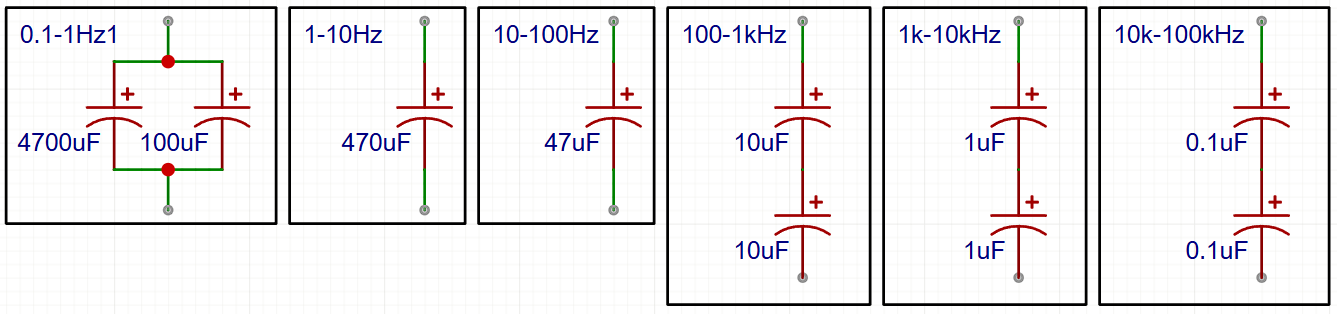 0.1-1Hz1
+
+
4700uF
100uF
1-10Hz
+
470uF
10-100Hz
+
47uF
100-1kHz
+
10uF
+
10uF
1k-10kHz
+
1uF
+
1uF
10k-100kHz
+
0.1uF
+
0.1uF